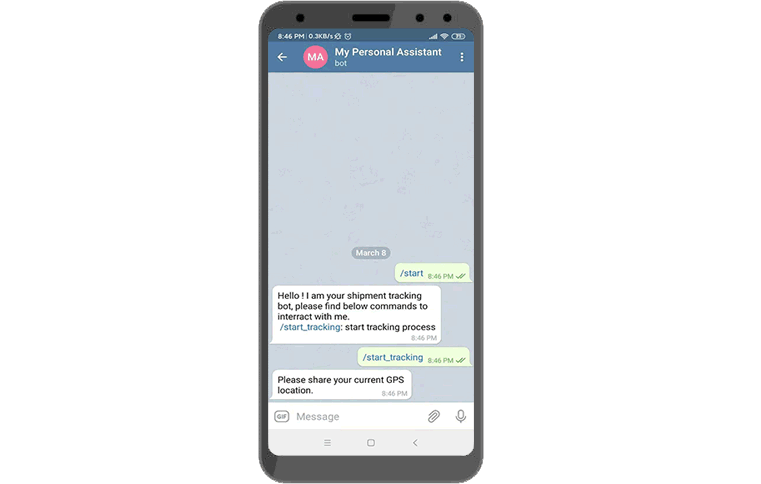 8:46 PM | 0.3KB/s
My Personal Assistant
MA
bot
March 8
/start 8:46 PM
Hello ! I am your shipment tracking
bot, please find below commands to
interract with me.
/start_tracking: start tracking process
8:46 PM
/start_tracking 8:46 PM
Please share your current GPS
location. 8:46 PM
GIF Message